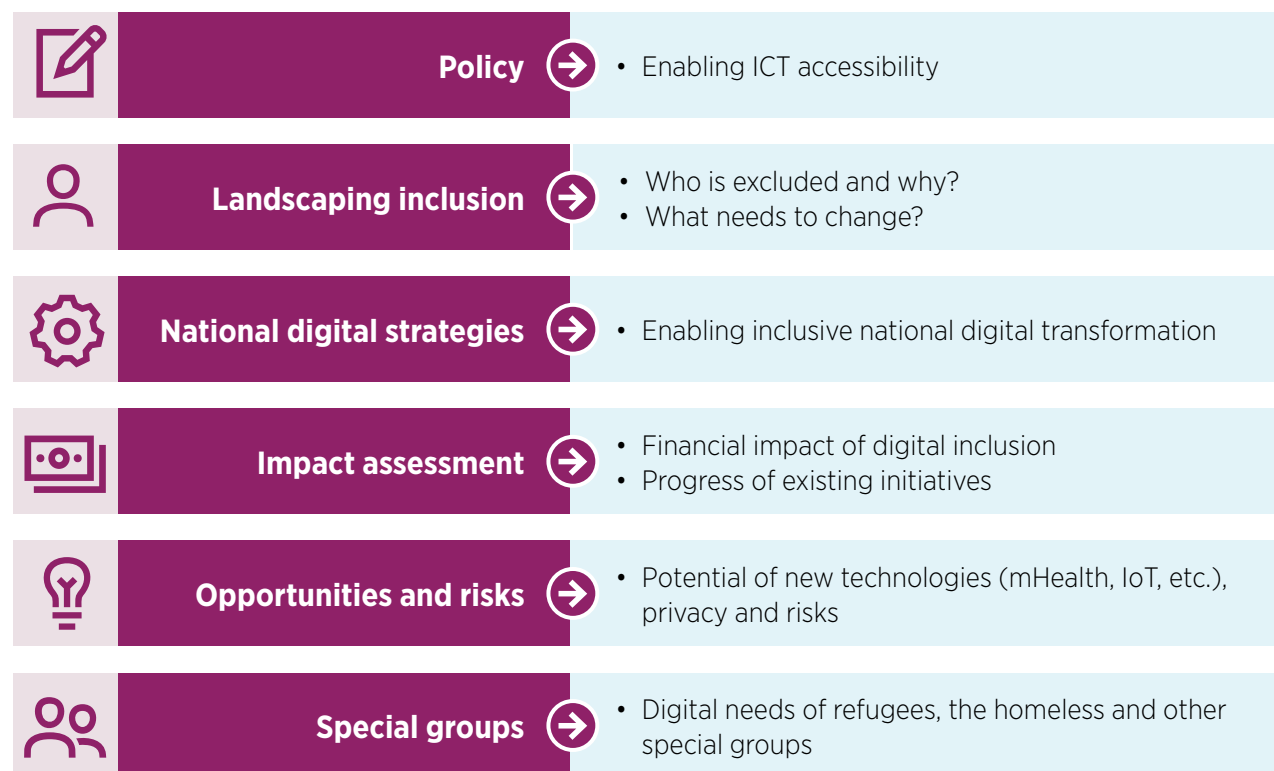 Policy
• Enabling ICT accessibility
Landscaping inclusion
• Who is excluded and why?
• What needs to change?
National digital strategies
• Enabling inclusive national digital transformation
Impact assessment
• Financial impact of digital inclusion
• Progress of existing initiatives
Opportunities and risks
• Potential of new technologies (mHealth, IoT, etc.),
privacy and risks
Special groups
• Digital needs of refugees, the homeless and other
special groups